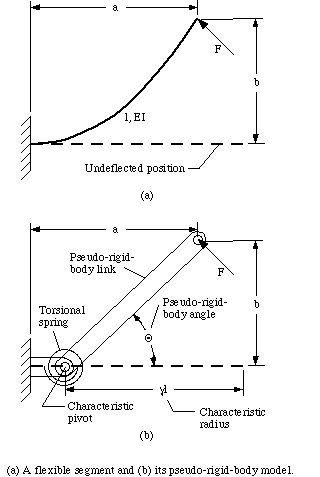 a
F
b
l, EI
Undeflected position
(a)
a
Pseudo-rigid-
body link
F
Pseudo-rigid-
body angle
b
Torsional
spring
Θ
γl
Characteristic
pivot
Characteristic
radius
(b)
(a) A flexible segment and (b) its pseudo-rigid-body model.